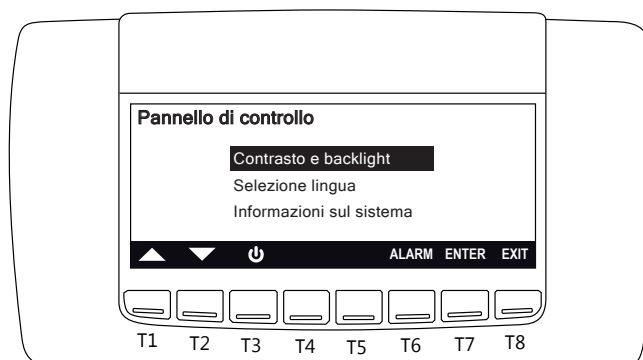 Pannello di controllo
Contrasto e backlight
Selezione lingua
Informazioni sul sistema
ALARM ENTER EXIT
T1 T2 T3 T4 T5 T6 T7 T8